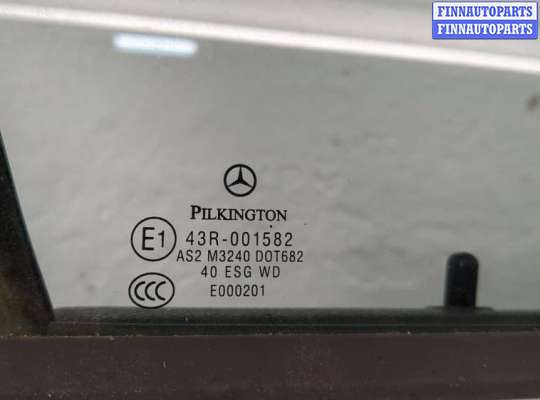 FINNAUTOPARTS
FINNAUTOPARTS
PILKINGTON
E1 43R-001582
AS2 M3240 DOT682
40 ESG WD
CCC E000201